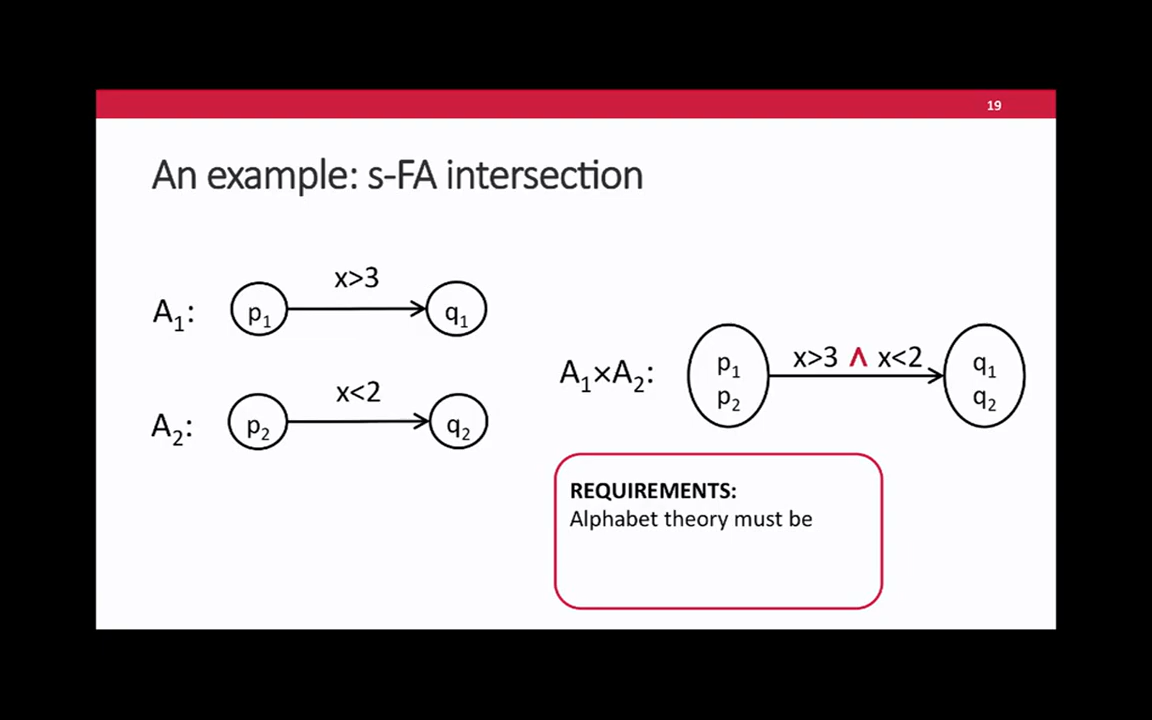 19
An example: s-FA intersection
x>3
A₁: p₁ q₁
x<2
A₂: p₂ q₂
A₁×A₂:
p₁
p₂
x>3 ∧ x<2
q₁
q₂
REQUIREMENTS:
Alphabet theory must be